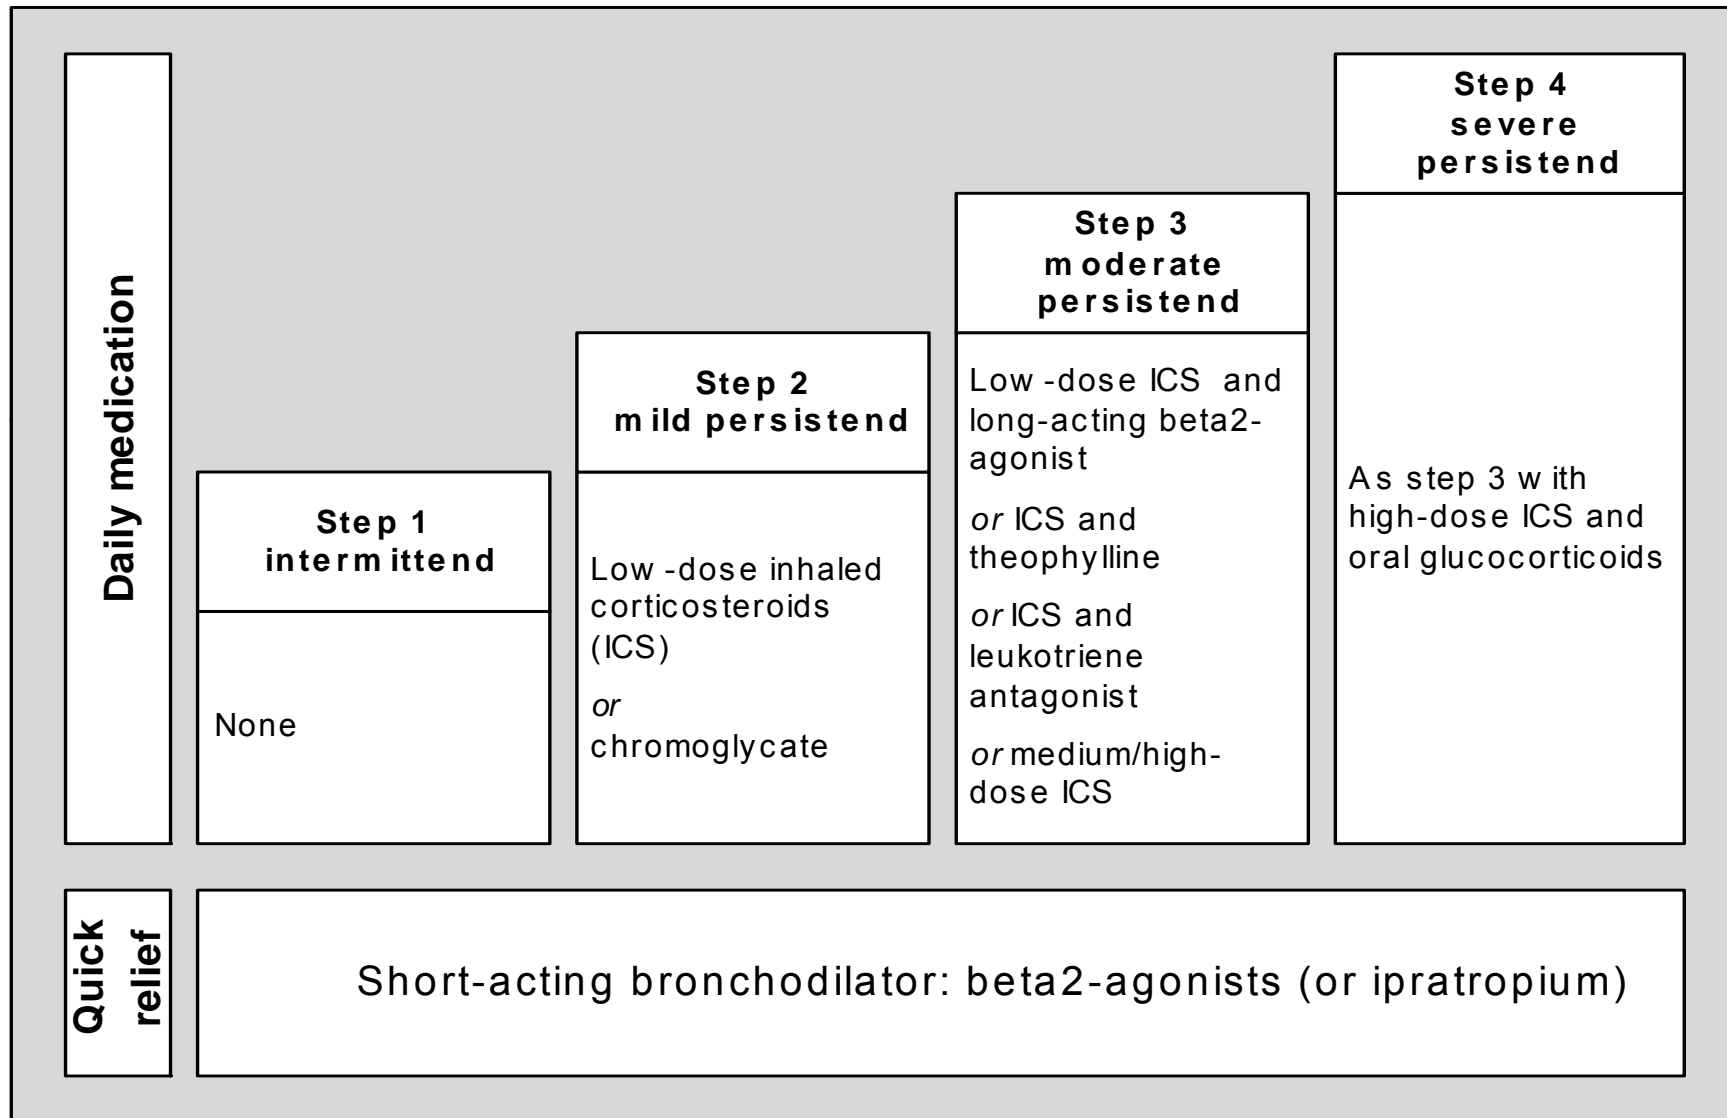 Daily medication
Step 1
intermittend
None
Step 2
mild persistend
Low-dose inhaled
corticosteroids
(ICS)
or
chromoglycate
Step 3
moderate
persistend
Low-dose ICS and
long-acting beta2-
agonist
or ICS and
theophylline
or ICS and
leukotriene
antagonist
or medium/high-
dose ICS
Step 4
severe
persistend
As step 3 with
high-dose ICS and
oral glucocorticoids
Quick
relief
Short-acting bronchodilator: beta2-agonists (or ipratropium)